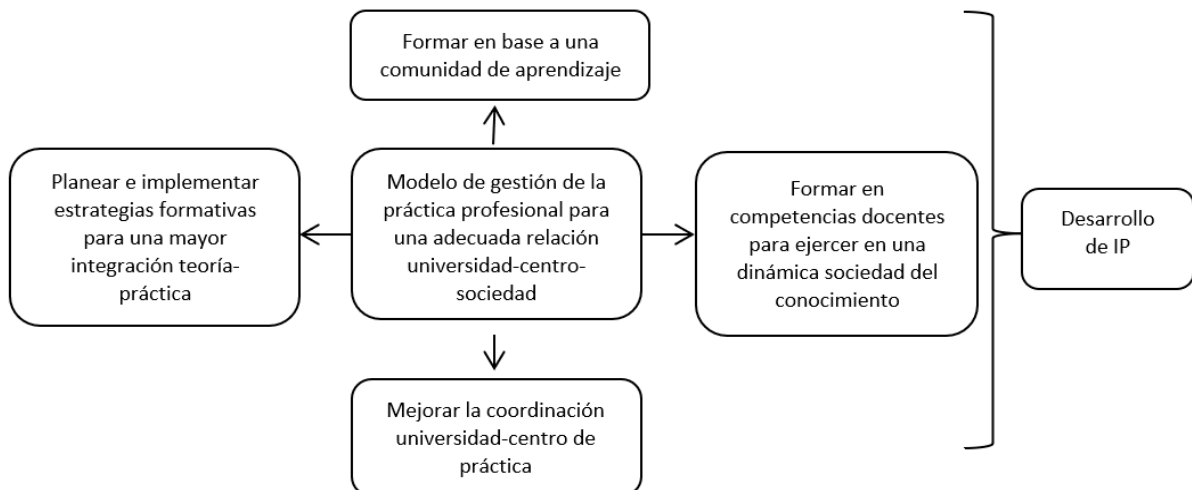 Formar en base a una
comunidad de aprendizaje
Planear e implementar
estrategias formativas
para una mayor
integración teoría-
práctica
Modelo de gestión de la
práctica profesional para
una adecuada relación
universidad-centro-
sociedad
Formar en
competencias docentes
para ejercer en una
dinámica sociedad del
conocimiento
Desarrollo
de IP
Mejorar la coordinación
universidad-centro de
práctica